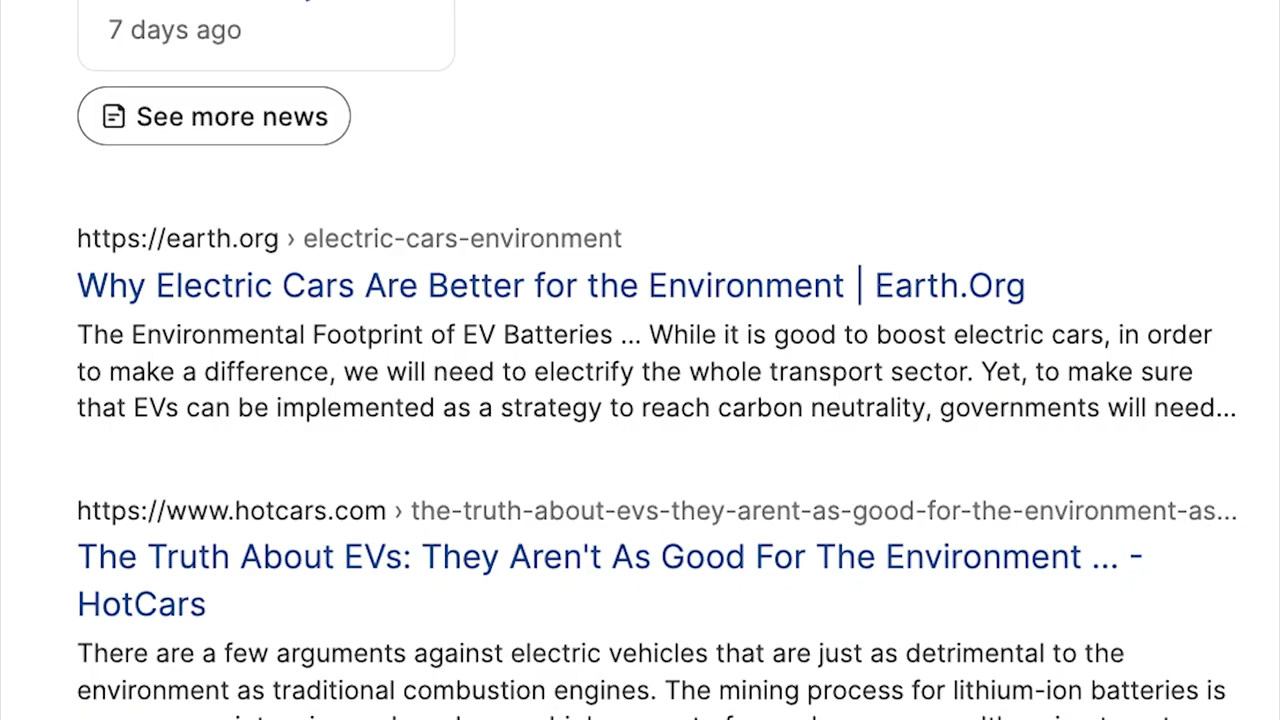 7 days ago
See more news
https://earth.org › electric-cars-environment
Why Electric Cars Are Better for the Environment | Earth.Org
The Environmental Footprint of EV Batteries ... While it is good to boost electric cars, in order
to make a difference, we will need to electrify the whole transport sector. Yet, to make sure
that EVs can be implemented as a strategy to reach carbon neutrality, governments will need...
https://www.hotcars.com › the-truth-about-evs-they-arent-as-good-for-the-environment-as...
The Truth About EVs: They Aren't As Good For The Environment ... -
HotCars
There are a few arguments against electric vehicles that are just as detrimental to the
environment as traditional combustion engines. The mining process for lithium-ion batteries is